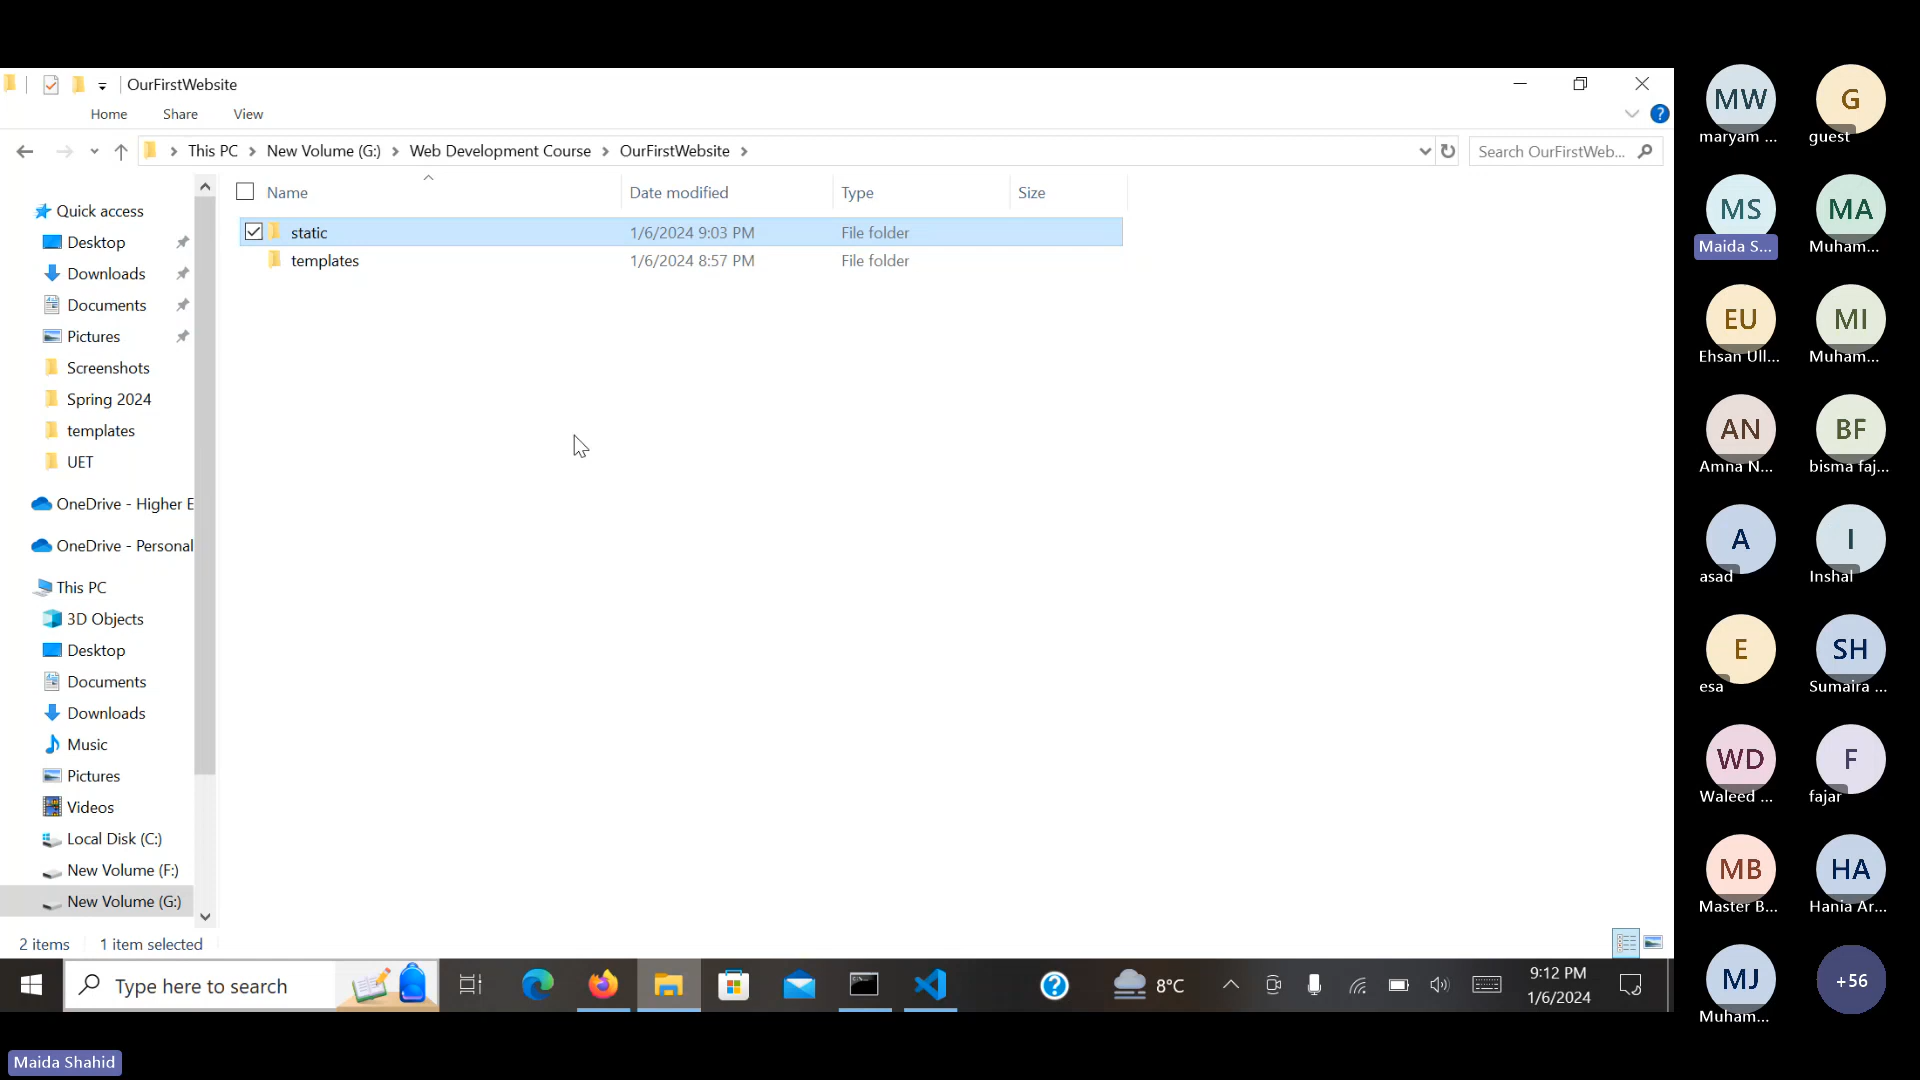 OurFirstWebsite
Home Share View
This PC New Volume (G:) Web Development Course OurFirstWebsite
Search OurFirstWeb...
Name Date modified Type Size
static 1/6/2024 9:03 PM File folder
templates 1/6/2024 8:57 PM File folder
Quick access
Desktop
Downloads
Documents
Pictures
Screenshots
Spring 2024
templates
UET
OneDrive - Higher E
OneDrive - Personal
This PC
3D Objects
Desktop
Documents
Downloads
Music
Pictures
Videos
Local Disk (C:)
New Volume (F:)
New Volume (G:)
2 items 1 item selected
Type here to search
8°C
9:12 PM
1/6/2024
MW G
maryam ... guest
MS MA
Maida S... Muham...
EU MI
Ehsan Ull... Muham...
AN BF
Amna N... bisma faj...
A I
asad Inshal
E SH
esa Sumaira ...
WD F
Waleed ... fajar
MB HA
Master B... Hania Ar...
MJ +56
Muham...
Maida Shahid